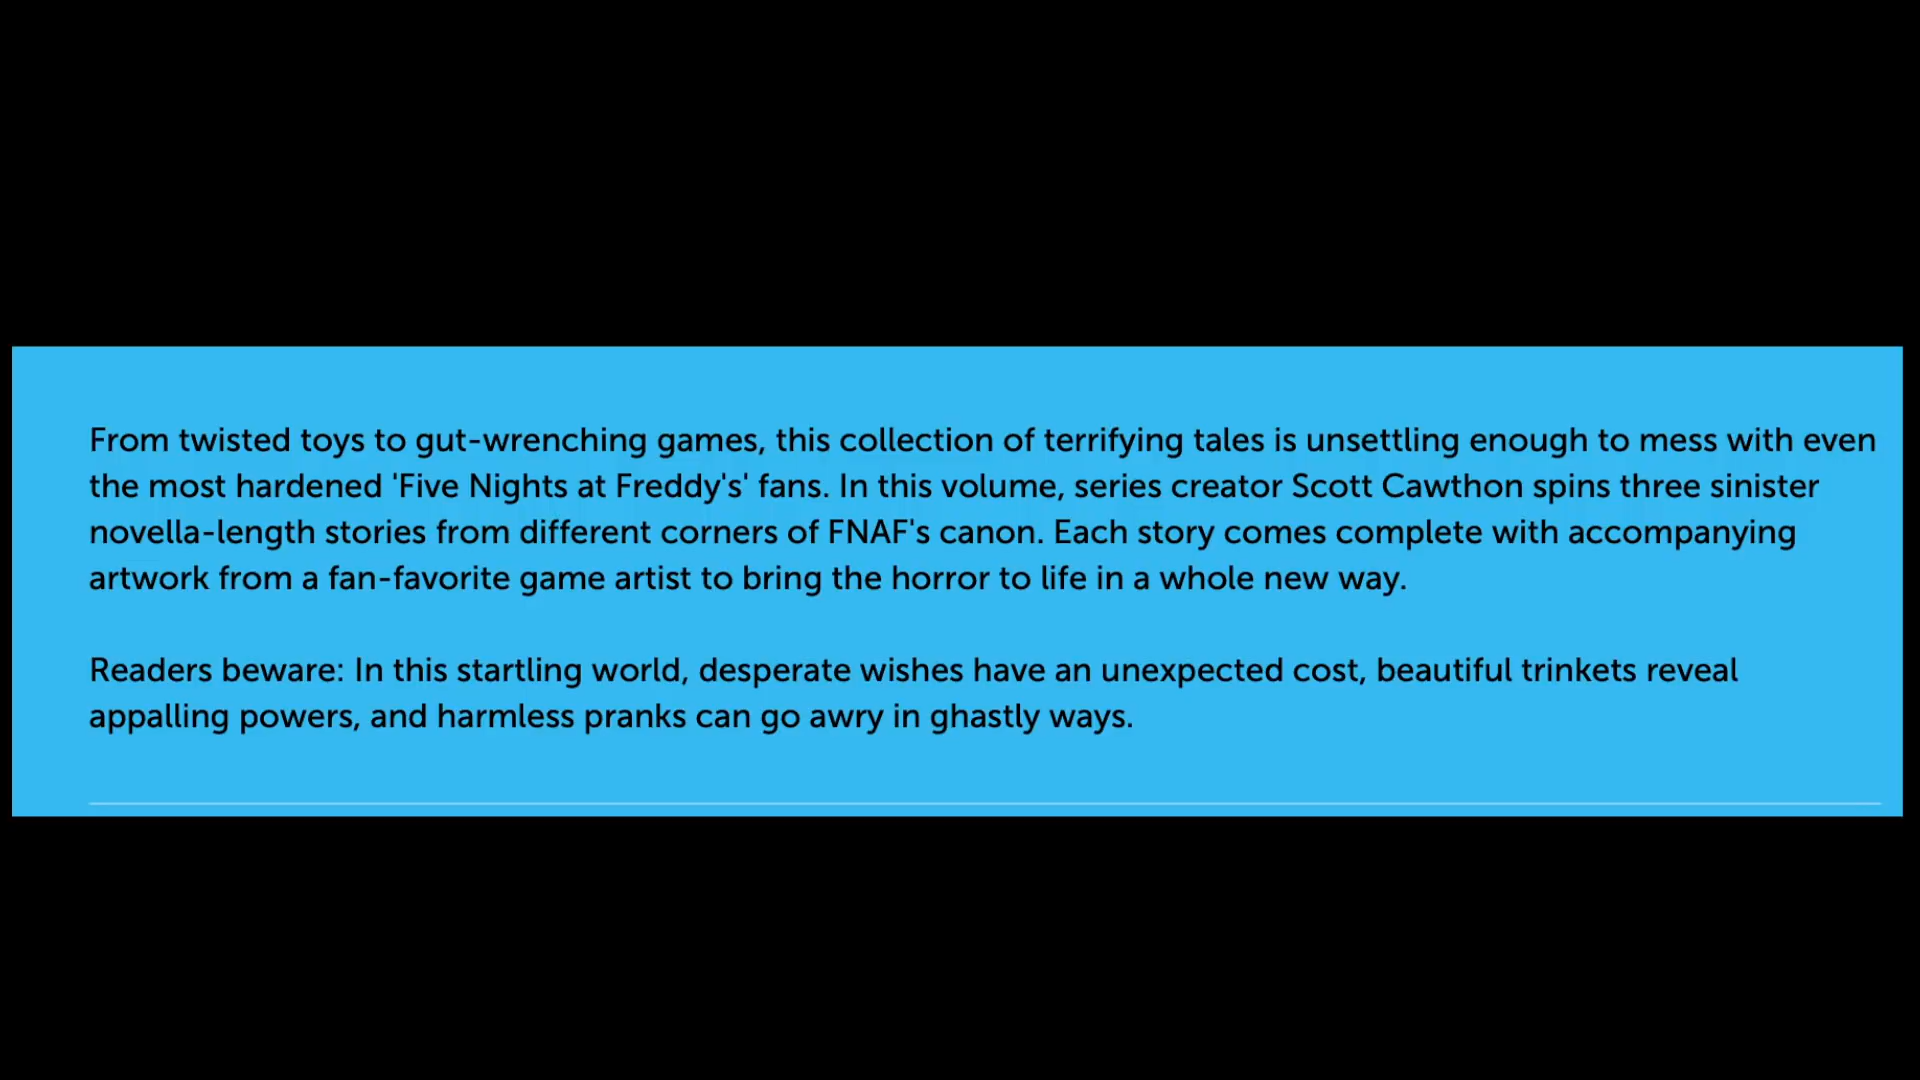 From twisted toys to gut-wrenching games, this collection of terrifying tales is unsettling enough to mess with even
the most hardened 'Five Nights at Freddy's' fans. In this volume, series creator Scott Cawthon spins three sinister
novella-length stories from different corners of FNAF's canon. Each story comes complete with accompanying
artwork from a fan-favorite game artist to bring the horror to life in a whole new way.
Readers beware: In this startling world, desperate wishes have an unexpected cost, beautiful trinkets reveal
appalling powers, and harmless pranks can go awry in ghastly ways.